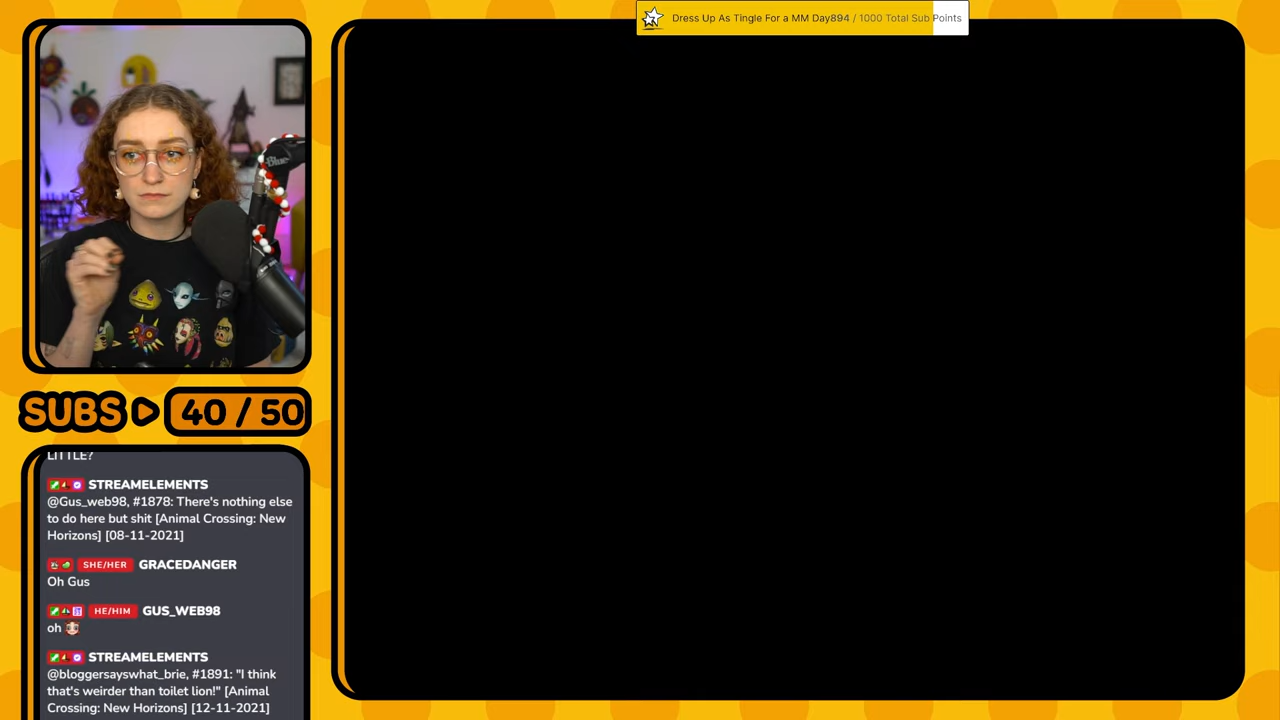 Dress Up As Tingle For a MM Day894 / 1000 Total Sub Points
Blue
SUBS 40 / 50
LITTLE?
STREAMELEMENTS
@Gus_web98, #1878: There's nothing else
to do here but shit [Animal Crossing: New
Horizons] [08-11-2021]
SHE/HER GRACEDANGER
Oh Gus
HE/HIM GUS_WEB98
oh
STREAMELEMENTS
@bloggersayswhat_brie, #1891: "I think
that's weirder than toilet lion!" [Animal
Crossing: New Horizons] [12-11-2021]